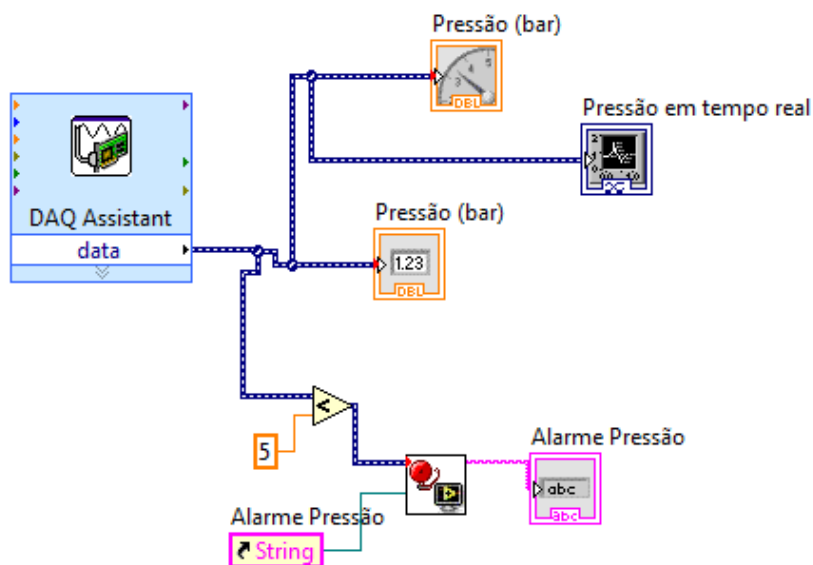 Pressão (bar)
DBL
Pressão em tempo real
DAQ Assistant
data
Pressão (bar)
1.23
DBL
<
5
Alarme Pressão
abc
abc
Alarme Pressão
String